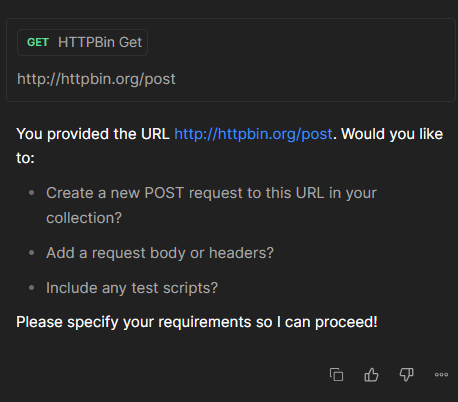 GET HTTPBin Get
http://httpbin.org/post
You provided the URL http://httpbin.org/post. Would you like
to:
• Create a new POST request to this URL in your
collection?
• Add a request body or headers?
• Include any test scripts?
Please specify your requirements so I can proceed!